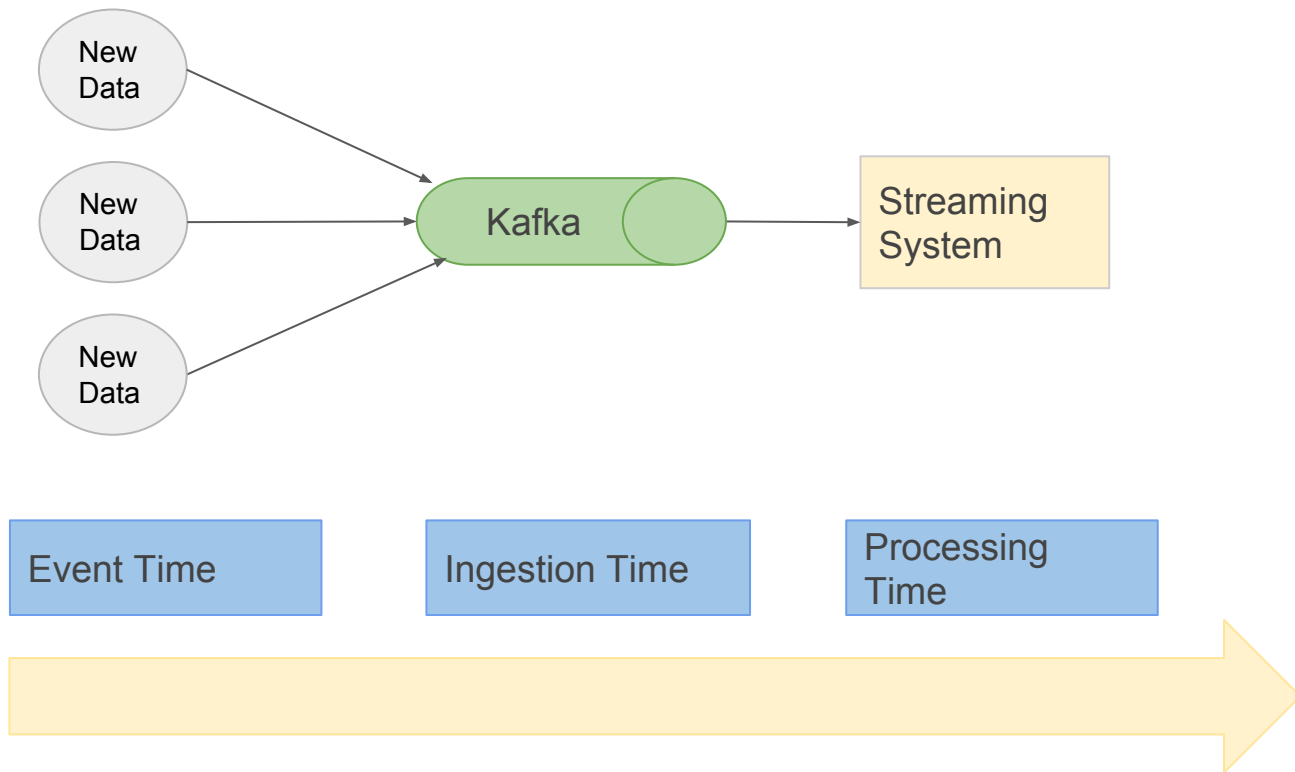 New
Data
New
Data
New
Data
Kafka
Streaming
System
Event Time
Ingestion Time
Processing
Time